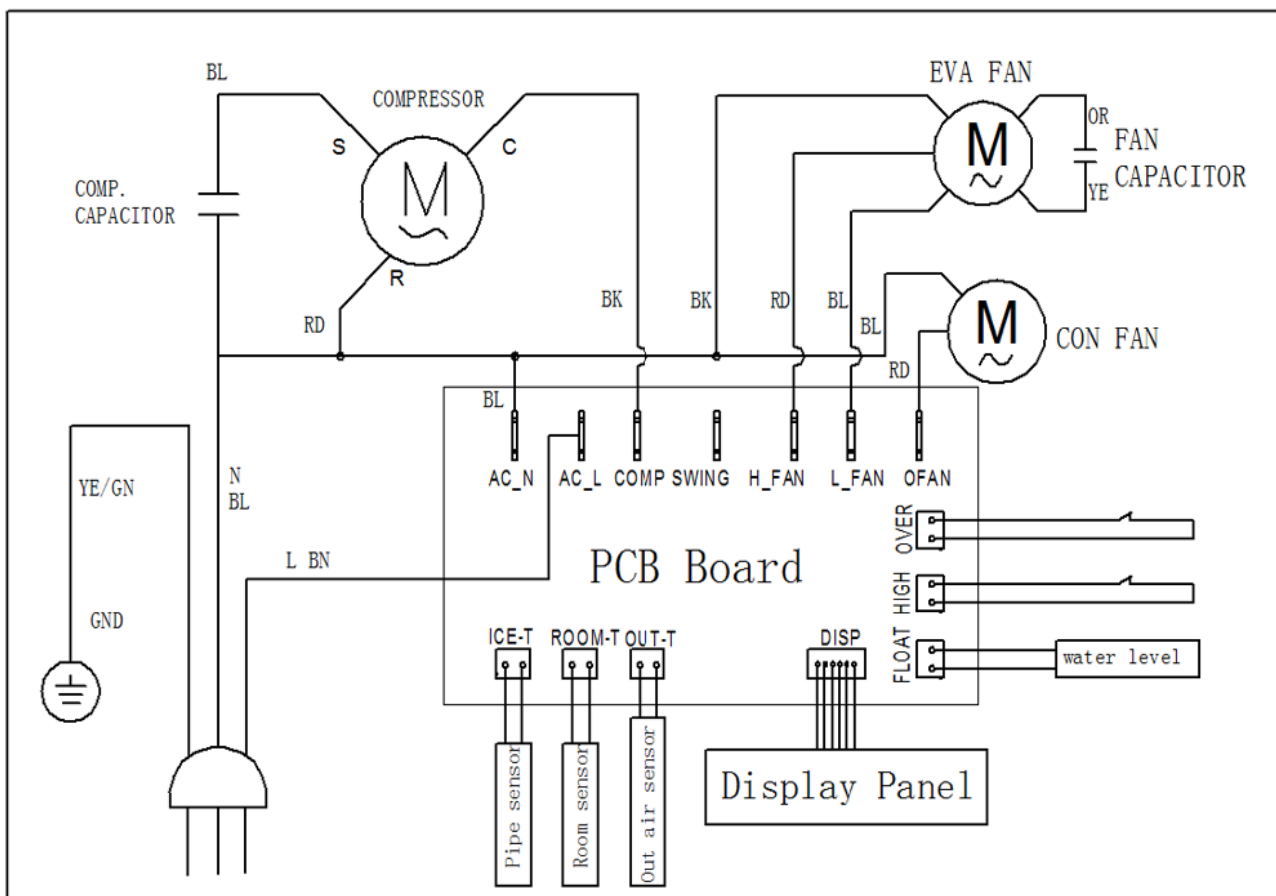 BL
COMPRESSOR
S
C
COMP.
CAPACITOR
M
R
RD
BK
EVA FAN
M
OR
FAN
CAPACITOR
YE
BK
RD
BL
BL
M
CON FAN
RD
BL
AC_N
AC_L
COMP
SWING
H_FAN
L_FAN
OFAN
YE/GN
N
BL
L BN
GND
PCB Board
OVER
HIGH
FLOAT
water level
ICE-T
ROOM-T
OUT-T
DISP
Pipe sensor
Room sensor
Out air sensor
Display Panel